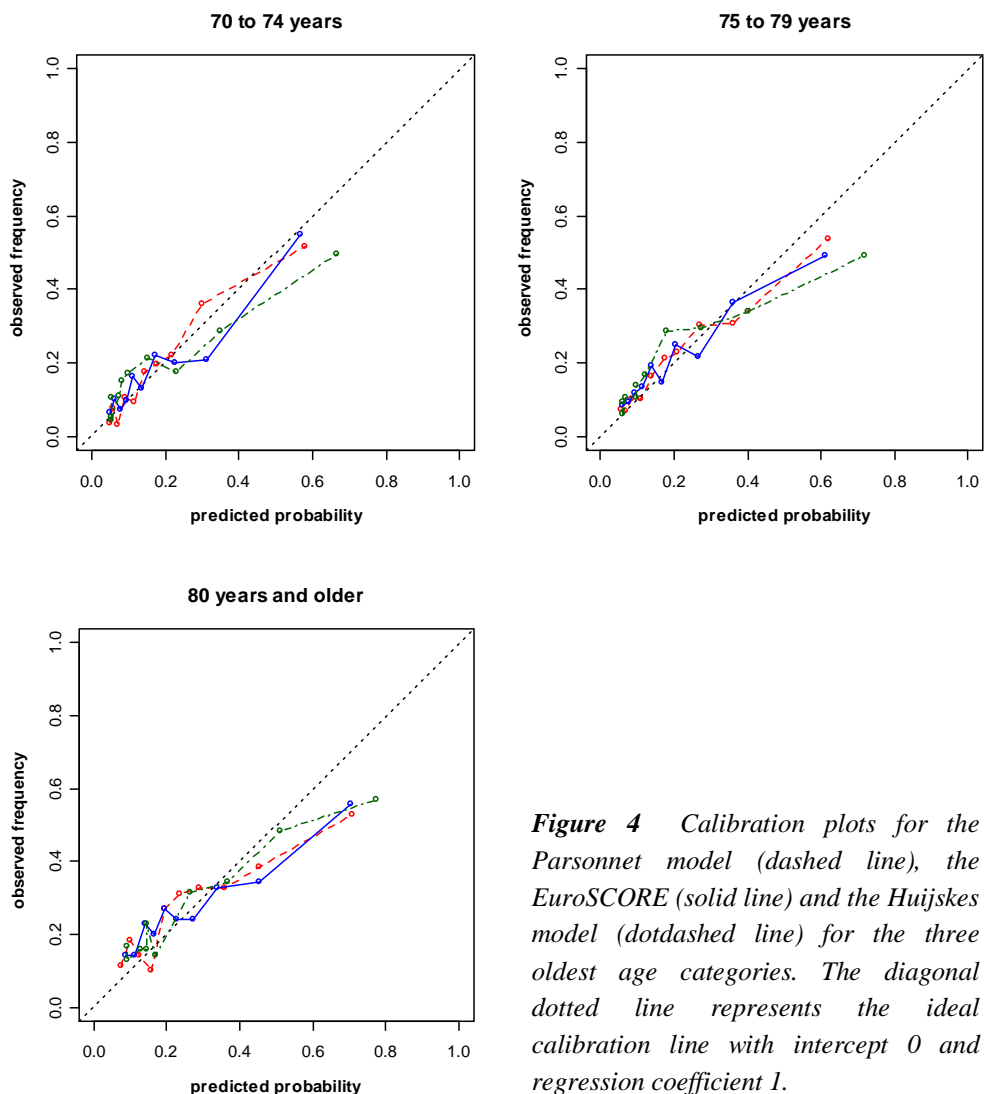 70 to 74 years
1.0
0.8
0.6
0.4
0.2
0.0
observed frequency
0.0 0.2 0.4 0.6 0.8 1.0
predicted probability
75 to 79 years
1.0
0.8
0.6
0.4
0.2
0.0
observed frequency
0.0 0.2 0.4 0.6 0.8 1.0
predicted probability
80 years and older
1.0
0.8
0.6
0.4
0.2
0.0
observed frequency
0.0 0.2 0.4 0.6 0.8 1.0
predicted probability
Figure 4 Calibration plots for the
Parsonnet model (dashed line), the
EuroSCORE (solid line) and the Huijskes
model (dotdashed line) for the three
oldest age categories. The diagonal
dotted line represents the ideal
calibration line with intercept 0 and
regression coefficient 1.